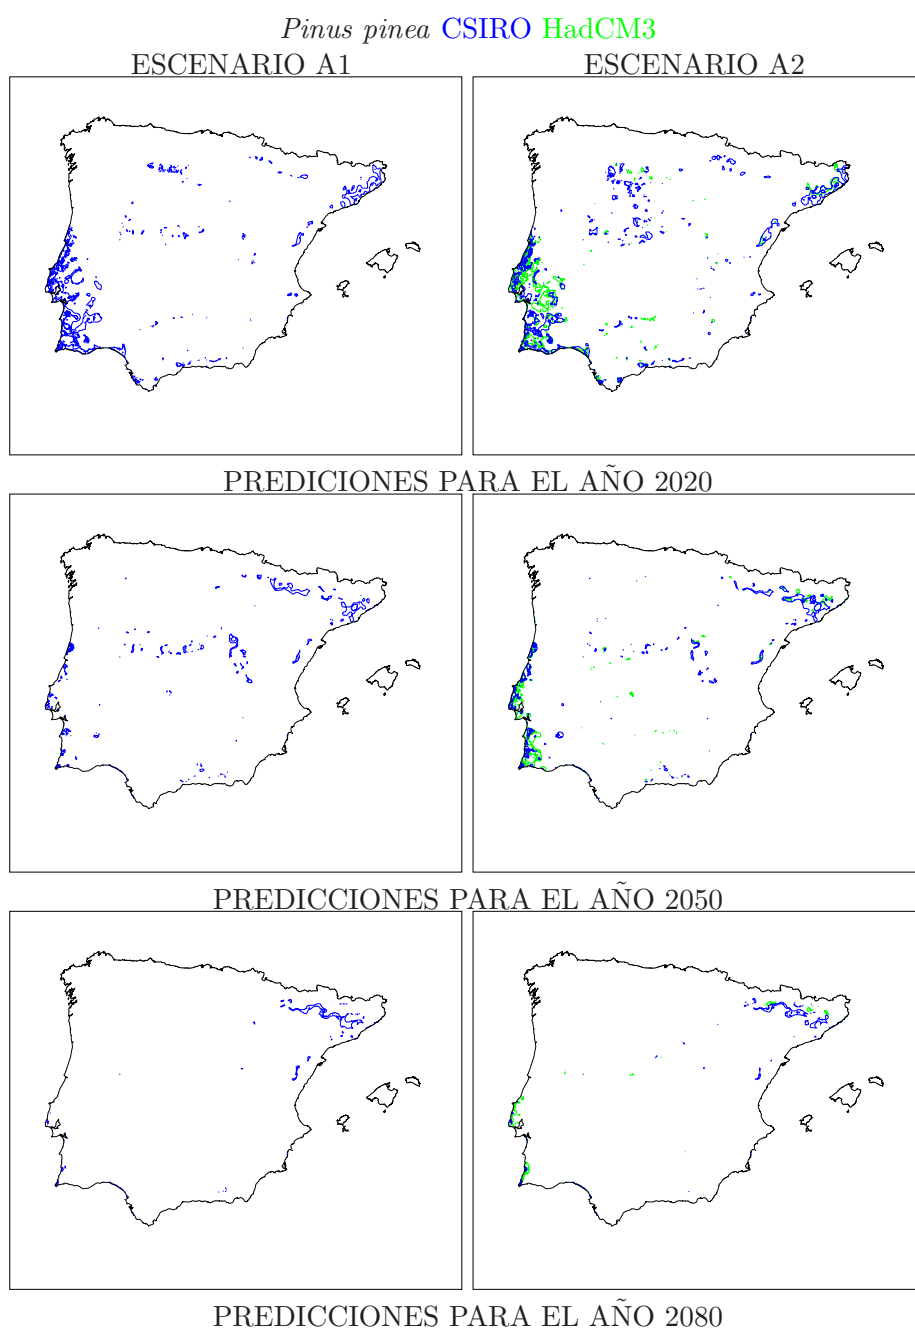 Pinus pinea CSIRO HadCM3
ESCENARIO A1 ESCENARIO A2
PREDICIONES PARA EL AÑO 2020
PREDICCIONES PARA EL AÑO 2050
PREDICCIONES PARA EL AÑO 2080